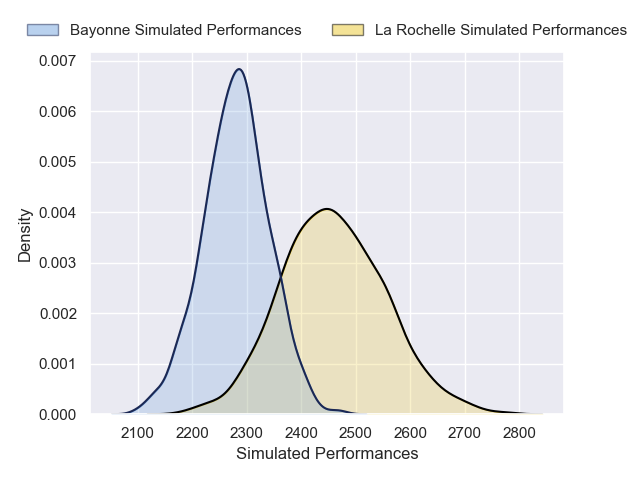 Bayonne Simulated Performances
La Rochelle Simulated Performances
0.007
0.006
0.005
0.004
0.003
0.002
0.001
0.000
Density
2100 2200 2300 2400 2500 2600 2700 2800
Simulated Performances